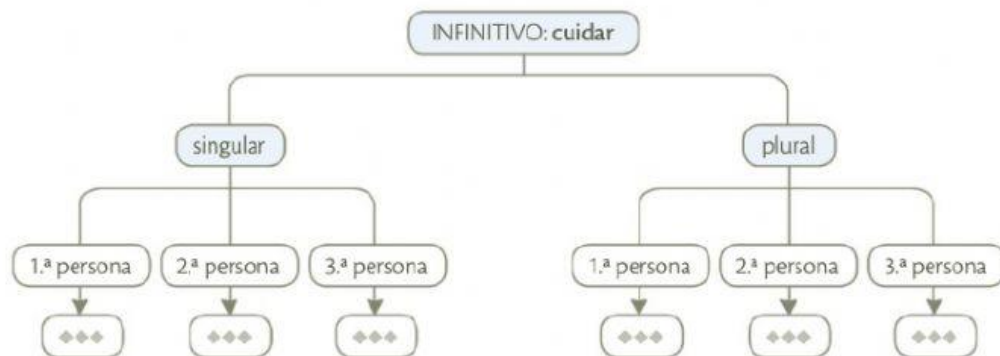 INFINITIVO: cuidar
singular
plural
1.ª persona
2.ª persona
3.ª persona
1.ª persona
2.ª persona
3.ª persona